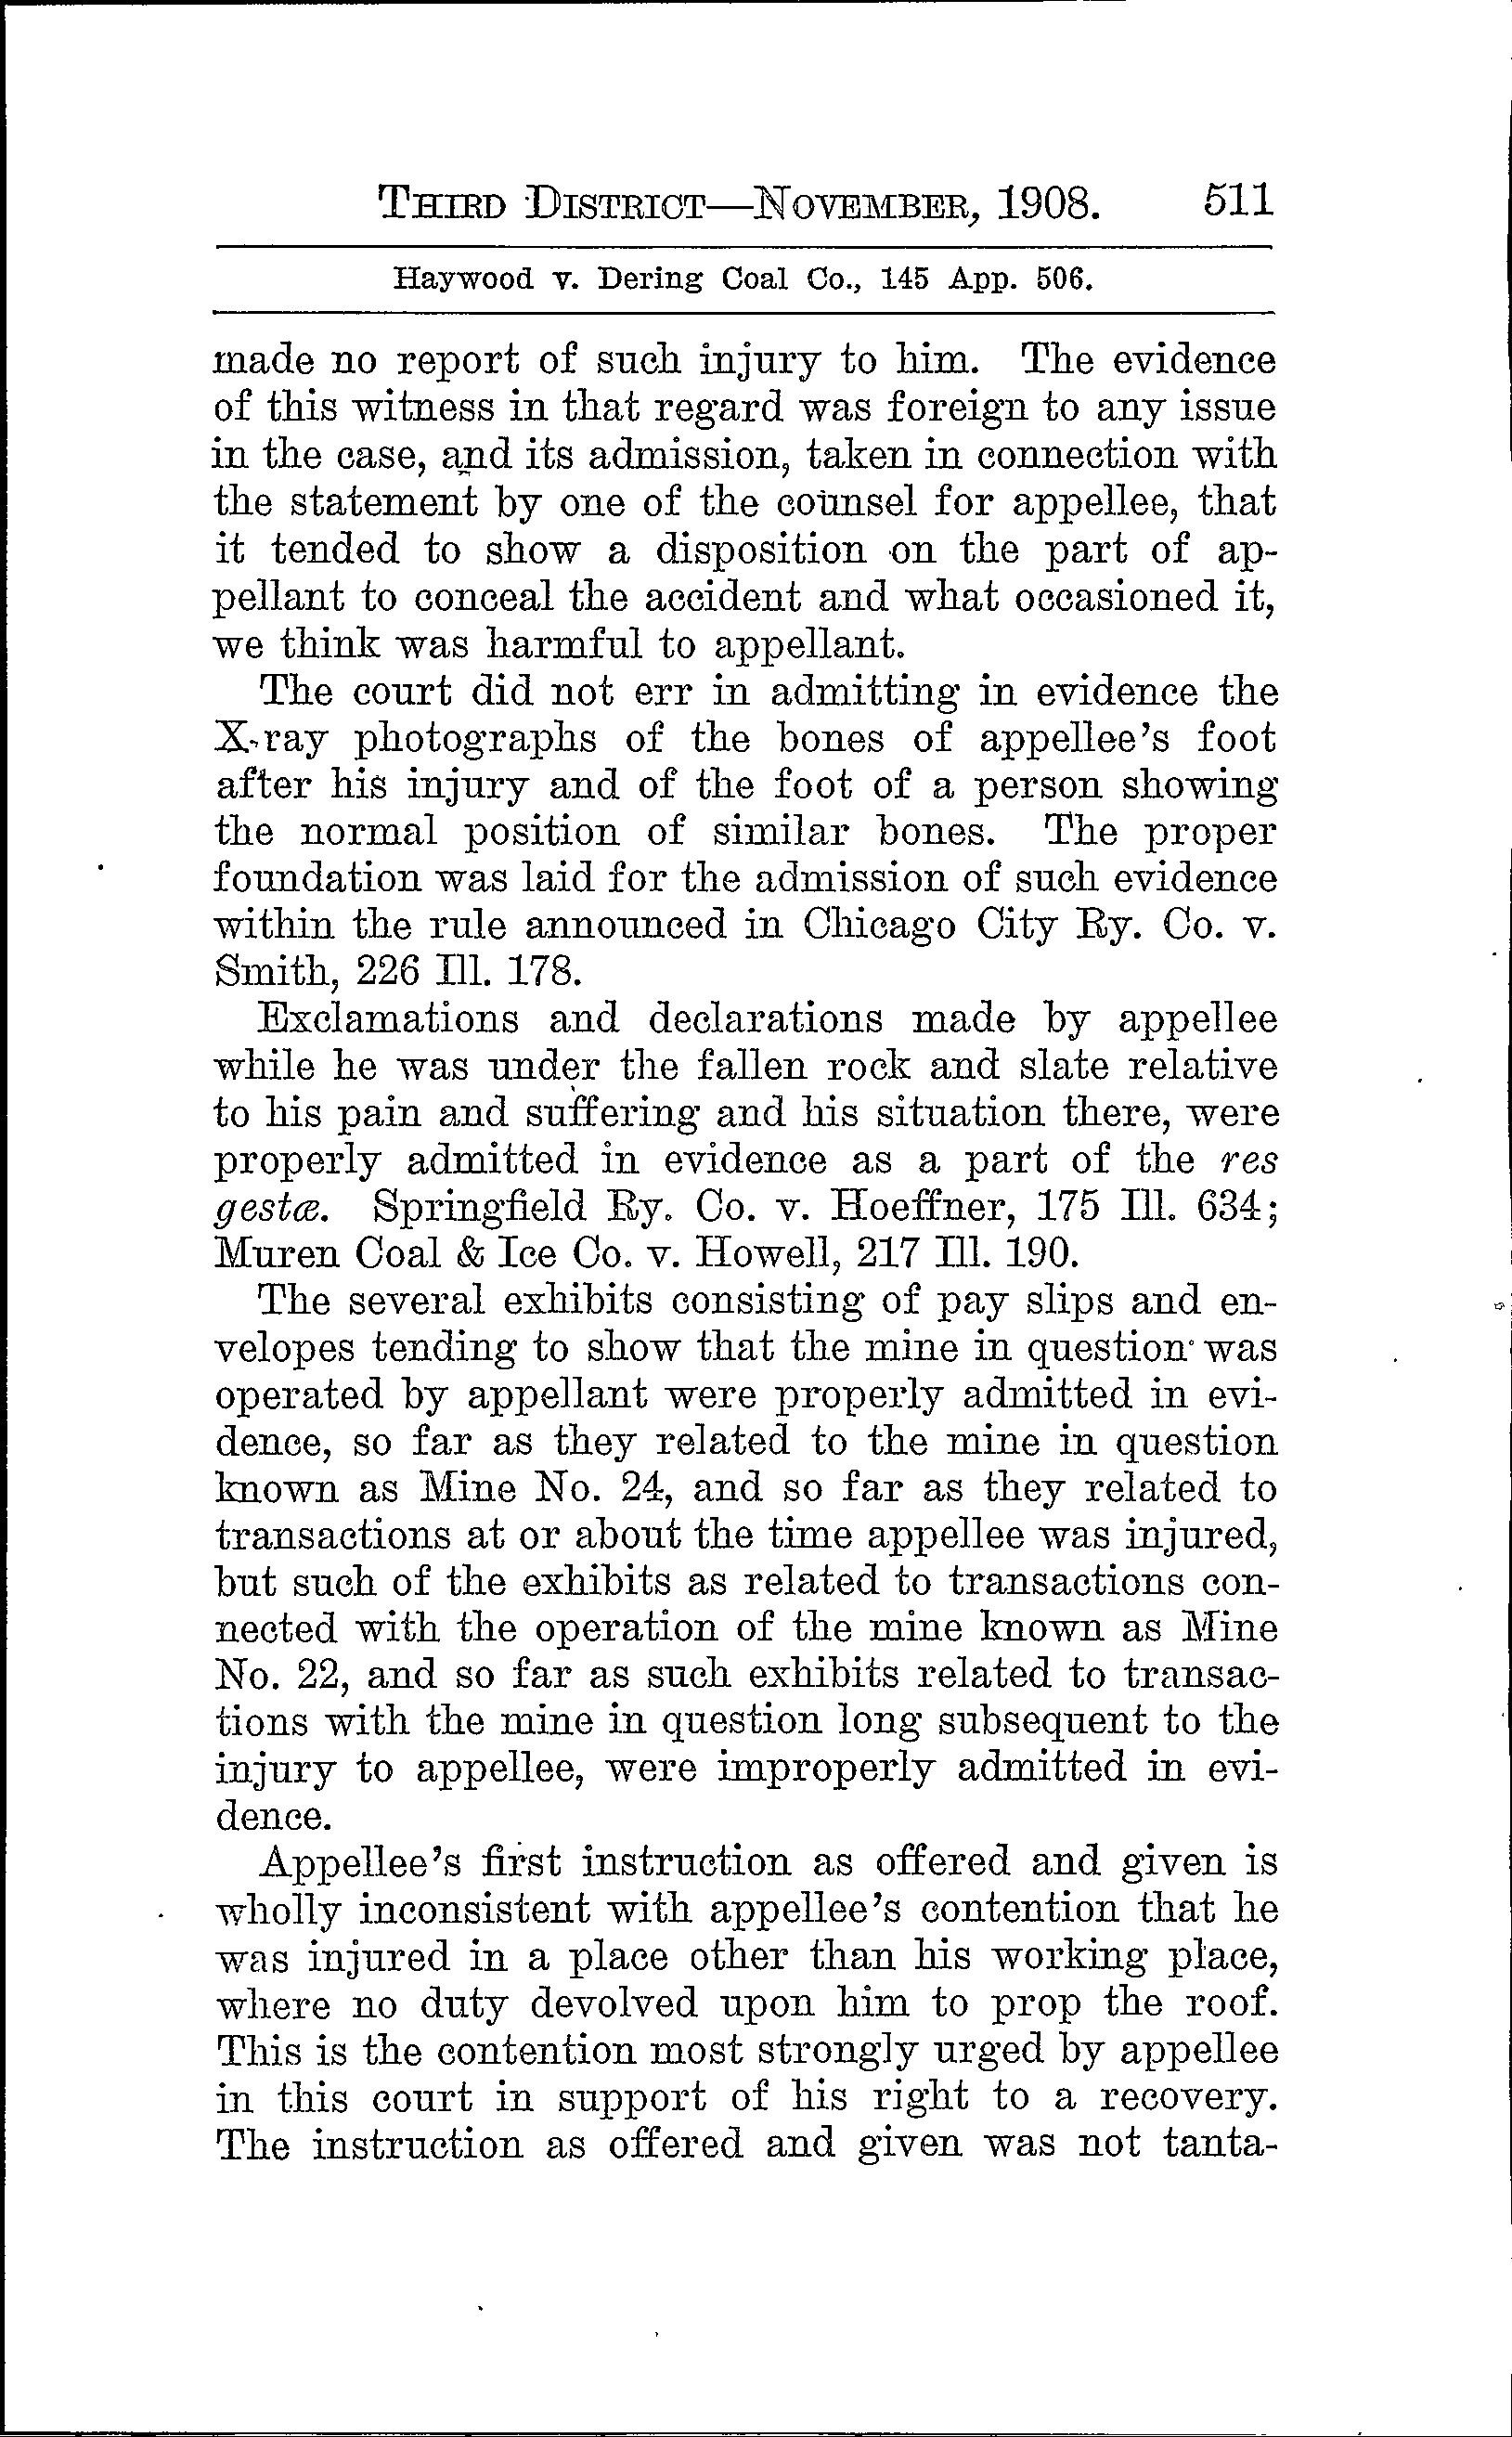 THIRD DISTRICT—NOVEMBER, 1908. 511
Haywood v. Dering Coal Co., 145 App. 506.
made no report of such injury to him. The evidence
of this witness in that regard was foreign to any issue
in the case, and its admission, taken in connection with
the statement by one of the counsel for appellee, that
it tended to show a disposition on the part of ap-
pellant to conceal the accident and what occasioned it,
we think was harmful to appellant.
The court did not err in admitting in evidence the
X-ray photographs of the bones of appellee's foot
after his injury and of the foot of a person showing
the normal position of similar bones. The proper
foundation was laid for the admission of such evidence
within the rule announced in Chicago City Ry. Co. v.
Smith, 226 Ill. 178.
Exclamations and declarations made by appellee
while he was under the fallen rock and slate relative
to his pain and suffering and his situation there, were
properly admitted in evidence as a part of the res
gestæ. Springfield Ry. Co. v. Hoeffner, 175 Ill. 634;
Muren Coal & Ice Co. v. Howell, 217 Ill. 190.
The several exhibits consisting of pay slips and en-
velopes tending to show that the mine in question was
operated by appellant were properly admitted in evi-
dence, so far as they related to the mine in question
known as Mine No. 24, and so far as they related to
transactions at or about the time appellee was injured,
but such of the exhibits as related to transactions con-
nected with the operation of the mine known as Mine
No. 22, and so far as such exhibits related to transac-
tions with the mine in question long subsequent to the
injury to appellee, were improperly admitted in evi-
dence.
Appellee's first instruction as offered and given is
wholly inconsistent with appellee's contention that he
was injured in a place other than his working place,
where no duty devolved upon him to prop the roof.
This is the contention most strongly urged by appellee
in this court in support of his right to a recovery.
The instruction as offered and given was not tanta-